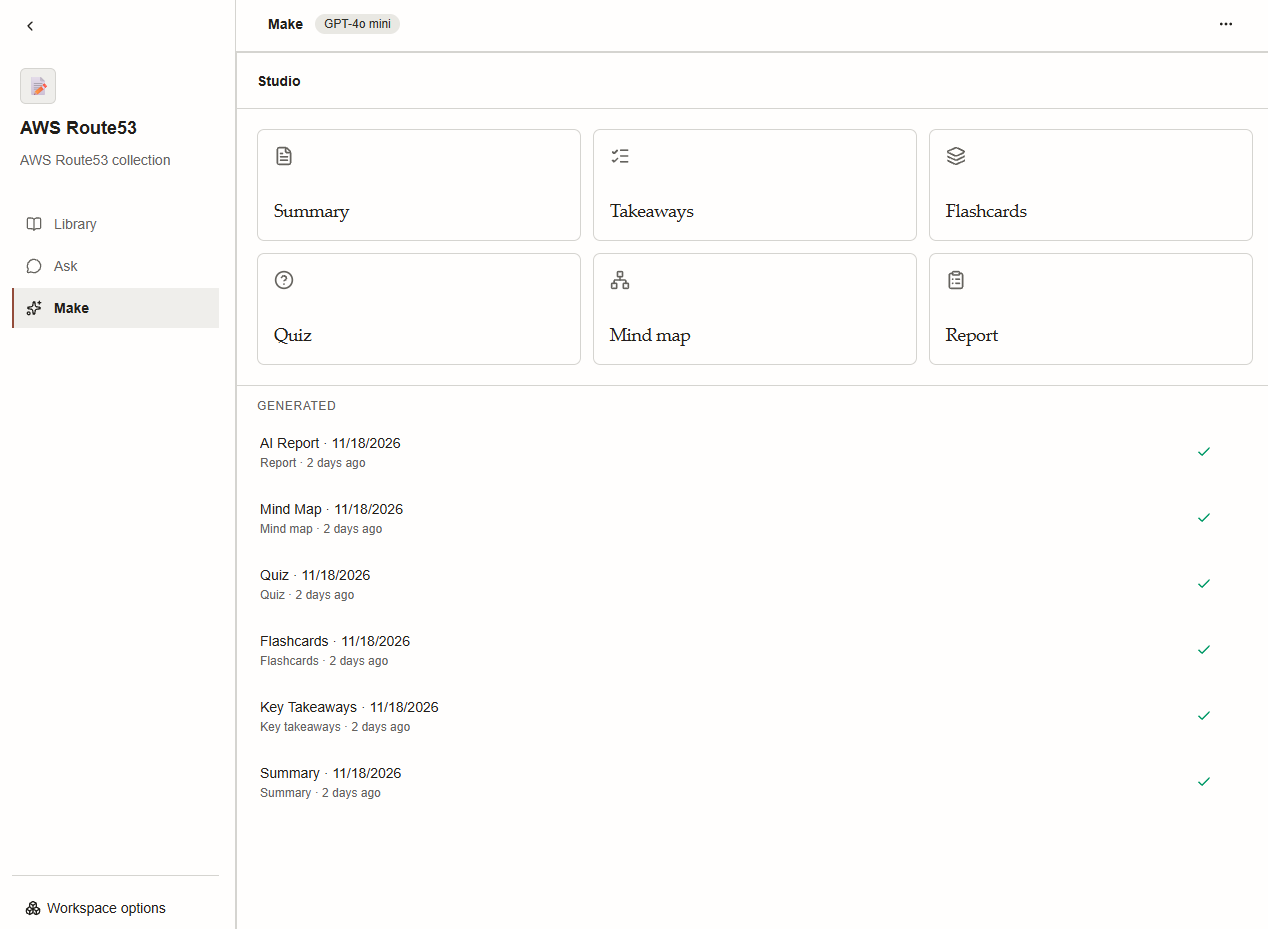 Make
GPT-4o mini
Studio
AWS Route53
AWS Route53 collection
Library
Ask
Make
Workspace options
Summary
Takeaways
Flashcards
Quiz
Mind map
Report
GENERATED
AI Report · 11/18/2026
Report · 2 days ago
Mind Map · 11/18/2026
Mind map · 2 days ago
Quiz · 11/18/2026
Quiz · 2 days ago
Flashcards · 11/18/2026
Flashcards · 2 days ago
Key Takeaways · 11/18/2026
Key takeaways · 2 days ago
Summary · 11/18/2026
Summary · 2 days ago